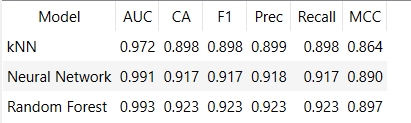 Model AUC CA F1 Prec Recall MCC
kNN 0.972 0.898 0.898 0.899 0.898 0.864
Neural Network 0.991 0.917 0.917 0.918 0.917 0.890
Random Forest 0.993 0.923 0.923 0.923 0.923 0.897